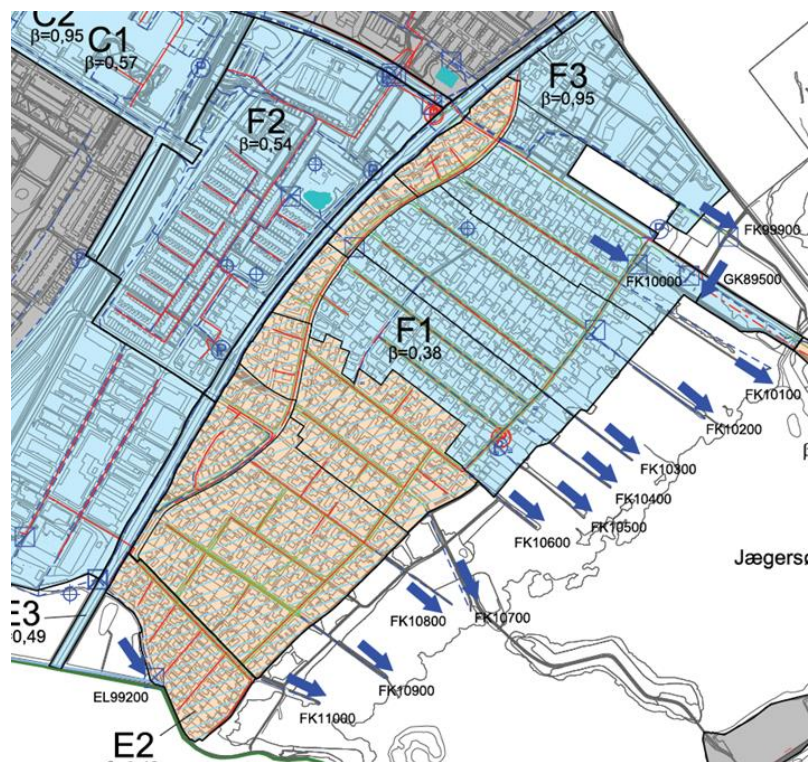 C2
β=0,95
C1
β=0,57
F3
β=0,95
F2
β=0,54
FK99900
FK10000
GK89500
F1
β=0,38
FK10100
FK10200
FK10300
FK10400
FK10500
FK10600
Jægersø
FK10700
FK10800
E3
=0,49
EL99200
FK10900
FK11000
E2